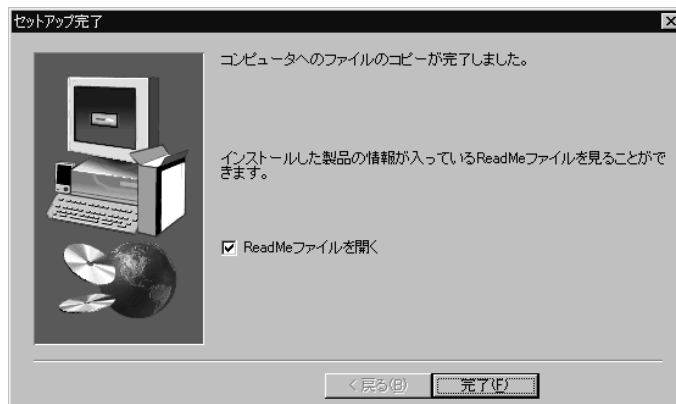 セットアップ完了
コンピュータへのファイルのコピーが完了しました。
インストールした製品の情報が入っているReadMeファイルを見ることがで
きます。
ReadMeファイルを開く
< 戻る(B)
完了(F)